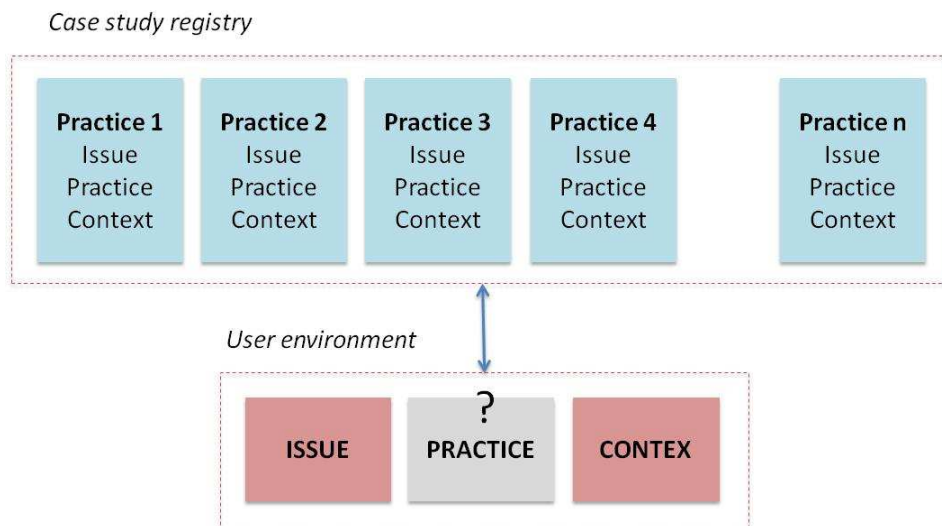 Case study registry
Practice 1
Issue
Practice
Context
Practice 2
Issue
Practice
Context
Practice 3
Issue
Practice
Context
Practice 4
Issue
Practice
Context
Practice n
Issue
Practice
Context
User environment
ISSUE
?
PRACTICE
CONTEX